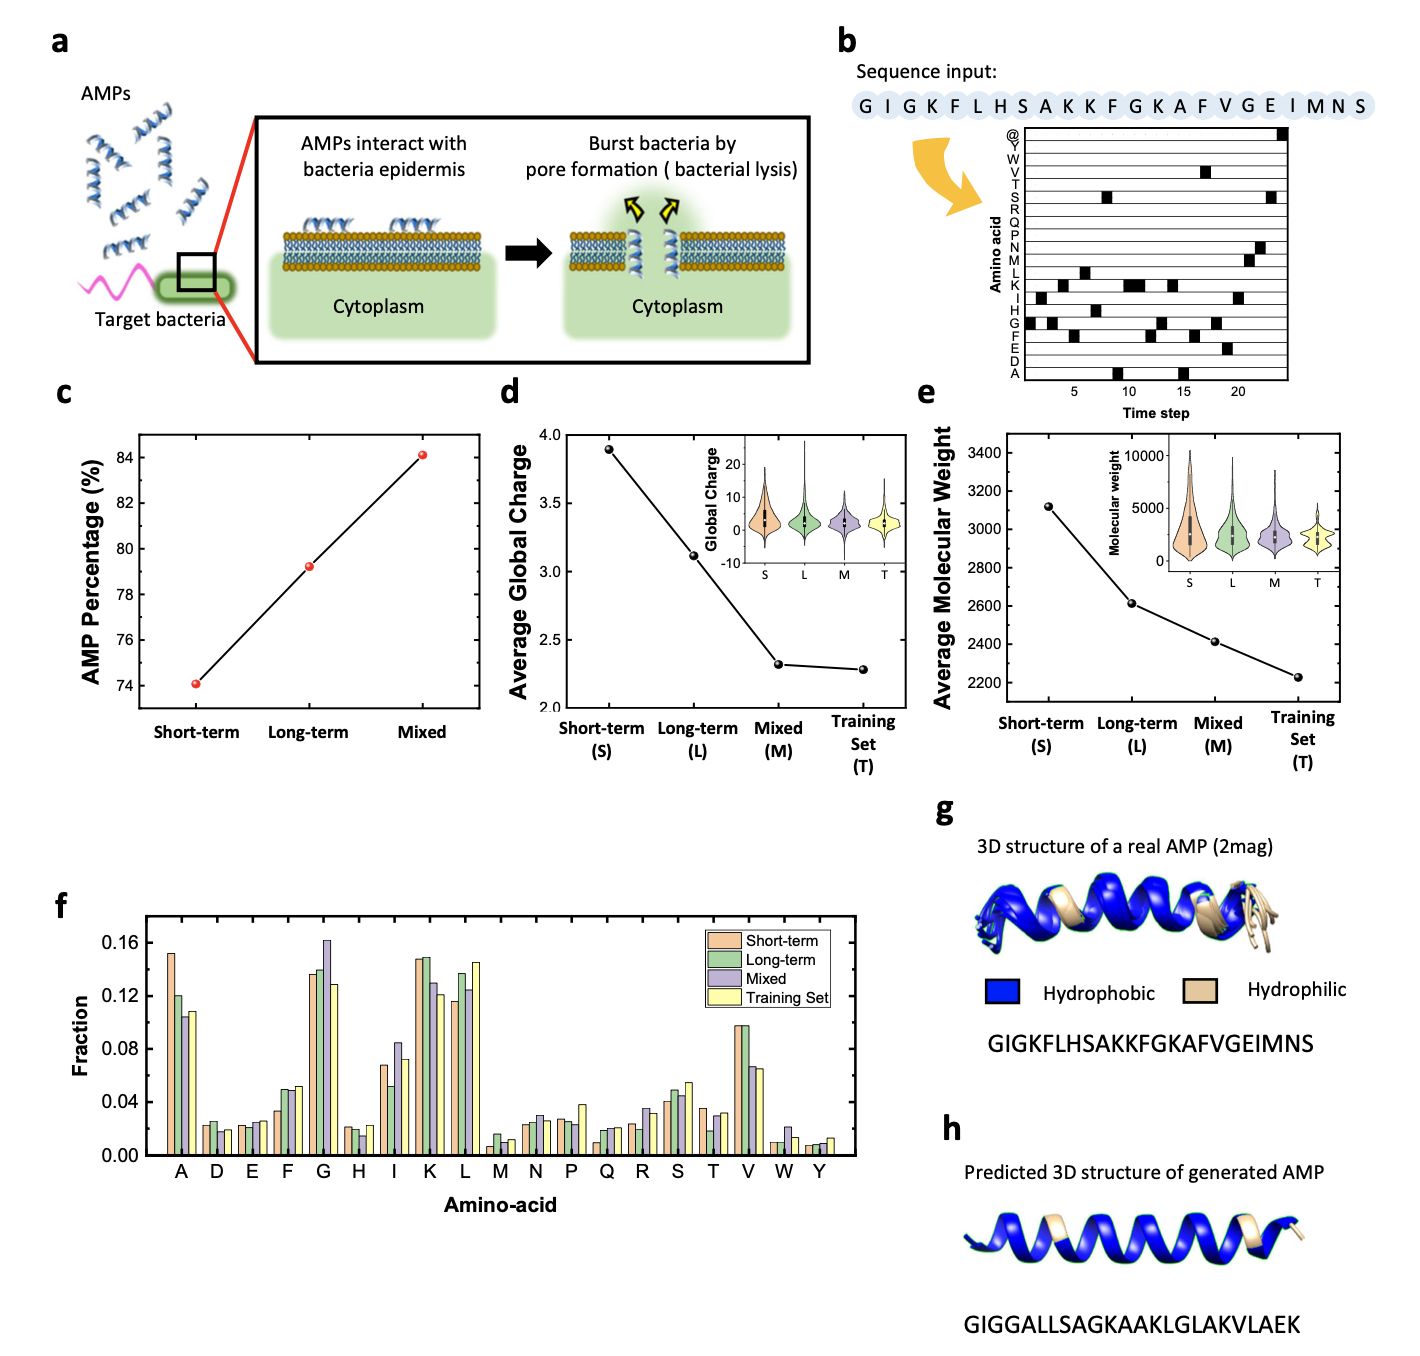 a
AMPs
Target bacteria
AMPs interact with
bacteria epidermis
Cytoplasm
Burst bacteria by
pore formation ( bacterial lysis)
Cytoplasm
b
Sequence input:
G I G K F L H S A K K F G K A F V G E I M N S
Amino acid
@
Y
W
V
T
S
R
Q
P
N
M
L
K
I
H
G
F
E
D
A
5 10 15 20
Time step
c
AMP Percentage (%)
84
82
80
78
76
74
Short-term Long-term Mixed
d
Average Global Charge
4.0
3.5
3.0
2.5
2.0
Short-term
(S)
Long-term
(L)
Mixed
(M)
Training
Set
(T)
Global Charge
20
10
0
-10
S L M T
e
Average Molecular Weight
3400
3200
3000
2800
2600
2400
2200
Short-term
(S)
Long-term
(L)
Mixed
(M)
Training
Set
(T)
Molecular weight
10000
5000
0
S L M T
f
Fraction
0.16
0.12
0.08
0.04
0.00
Short-term
Long-term
Mixed
Training Set
A D E F G H I K L M N P Q R S T V W Y
Amino-acid
g
3D structure of a real AMP (2mag)
Hydrophobic
Hydrophilic
GIGKFLHSAKKFGKAFVGEIMNS
h
Predicted 3D structure of generated AMP
GIGGALLSAGKAAKLGLAKVLAEK